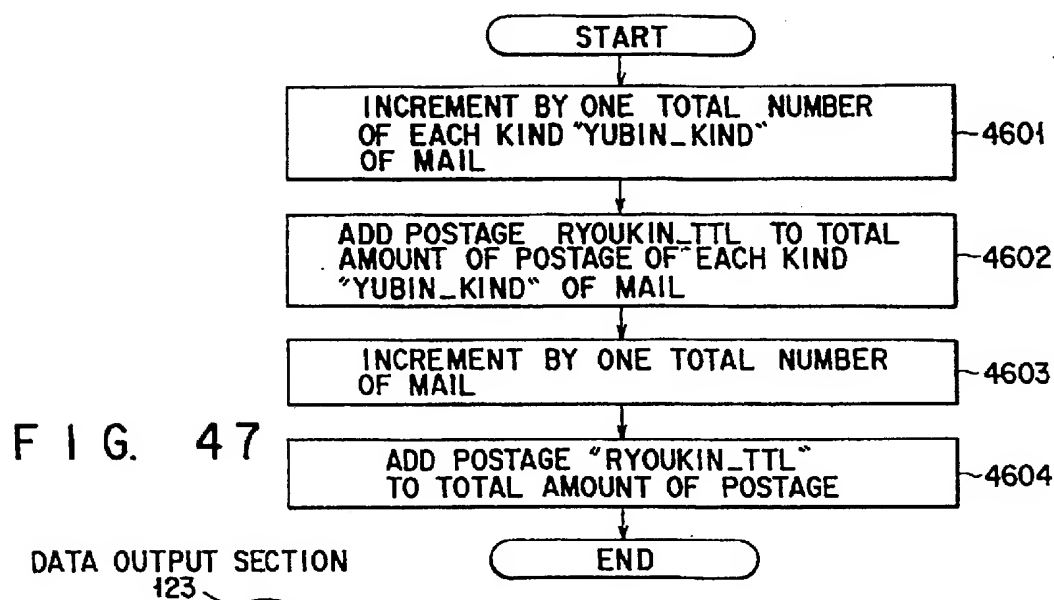 START
INCREMENT BY ONE TOTAL NUMBER
OF EACH KIND "YUBIN_KIND"
OF MAIL
4601
ADD POSTAGE RYOUKIN_TTL TO TOTAL
AMOUNT OF POSTAGE OF EACH KIND
"YUBIN_KIND" OF MAIL
4602
INCREMENT BY ONE TOTAL NUMBER
OF MAIL
4603
FIG. 47
ADD POSTAGE "RYOUKIN_TTL"
TO TOTAL AMOUNT OF POSTAGE
4604
END
DATA OUTPUT SECTION
123